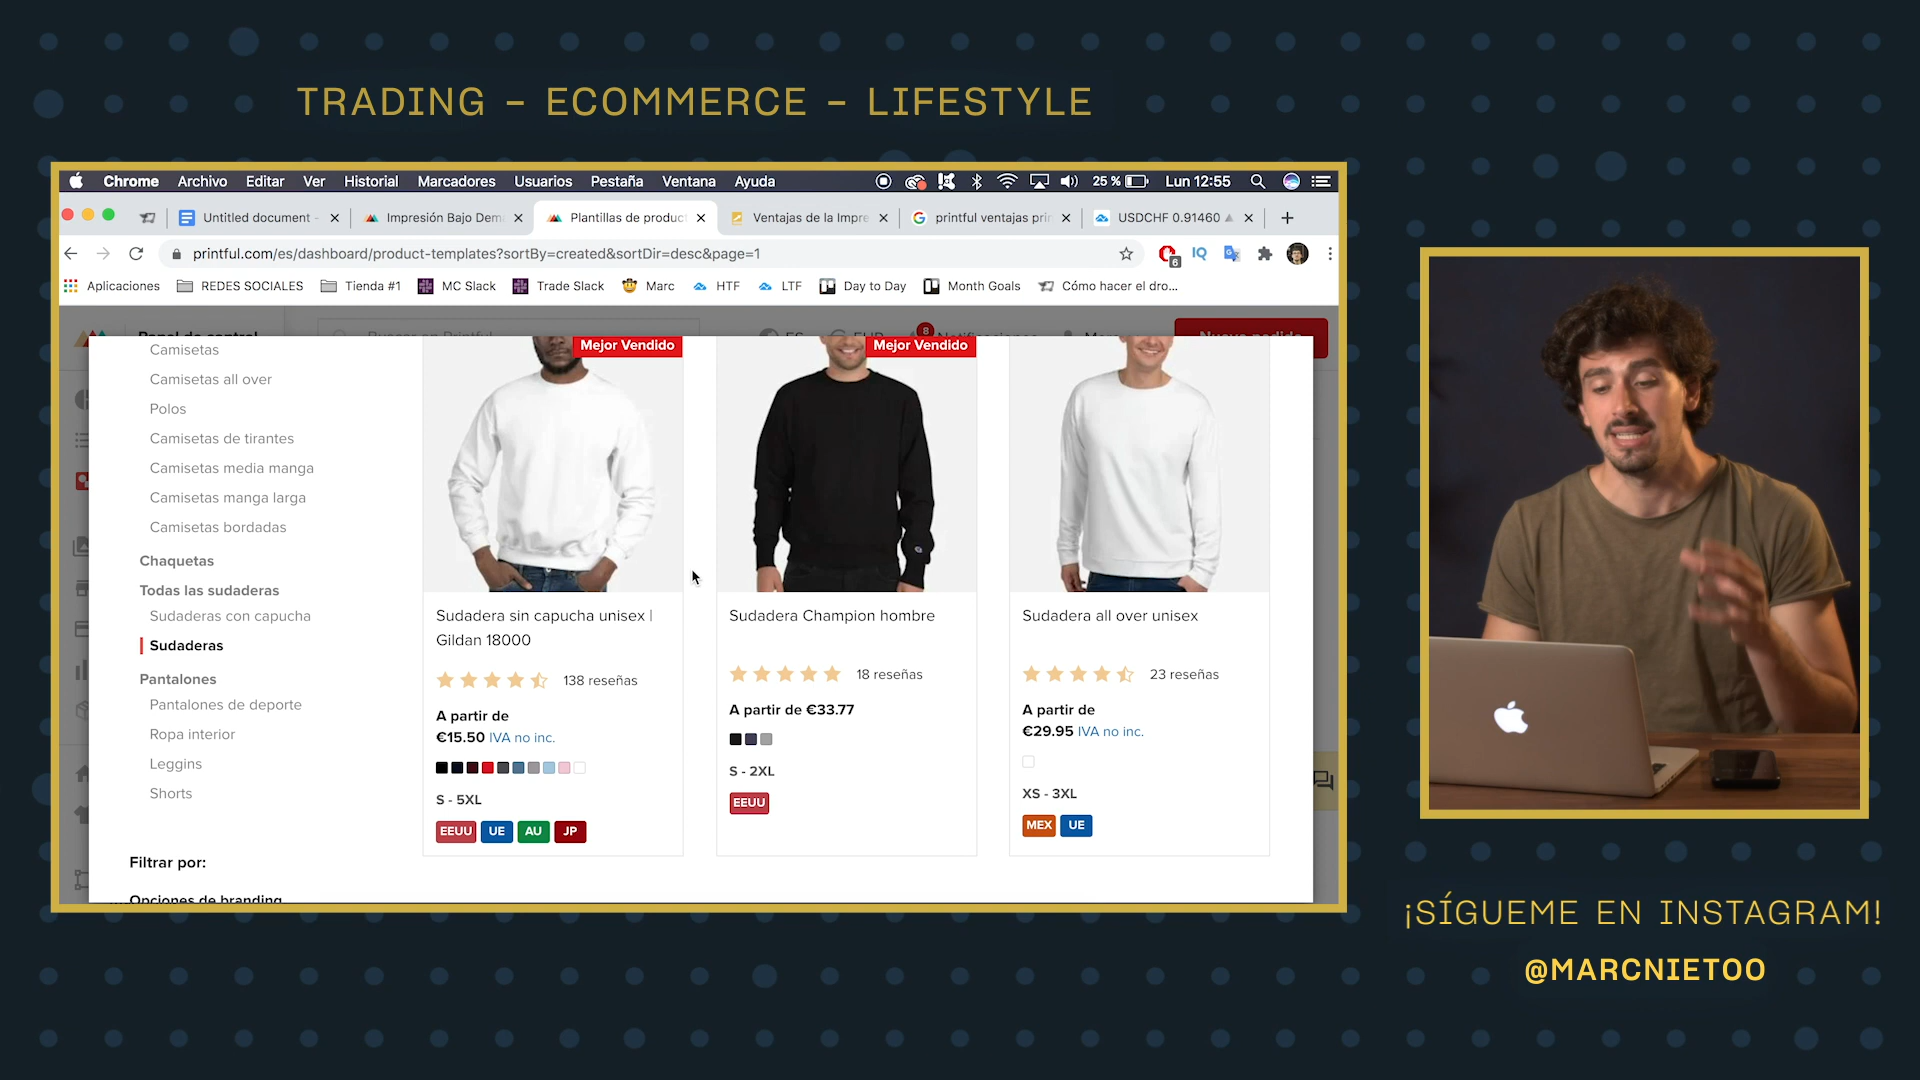 TRADING - ECOMMERCE - LIFESTYLE
Chrome Archivo Editar Ver Historial Marcadores Usuarios Pestaña Ventana Ayuda 25 % Lun 12:55
Untitled document - Impresión Bajo Dem Plantillas de produc Ventajas de la Impre printful ventajas prin USDCHF 0.91460
printful.com/es/dashboard/product-templates?sortBy=created&sortDir=desc&page=1 6 IQ
Aplicaciones REDES SOCIALES Tienda #1 MC Slack Trade Slack Marc HTF LTF Day to Day Month Goals Cómo hacer el dro...
8
Camisetas
Camisetas all over
Polos
Camisetas de tirantes
Camisetas media manga
Camisetas manga larga
Camisetas bordadas
Chaquetas
Todas las sudaderas
Sudaderas con capucha
Sudaderas
Pantalones
Pantalones de deporte
Ropa interior
Leggins
Shorts
Filtrar por:
Opciones de branding
Mejor Vendido
Sudadera sin capucha unisex |
Gildan 18000
138 reseñas
A partir de
€15.50 IVA no inc.
S - 5XL
EEUU UE AU JP
Mejor Vendido
Sudadera Champion hombre
18 reseñas
A partir de €33.77
S - 2XL
EEUU
Sudadera all over unisex
23 reseñas
A partir de
€29.95 IVA no inc.
XS - 3XL
MEX UE
¡SÍGUEME EN INSTAGRAM!
@MARCNIETOO